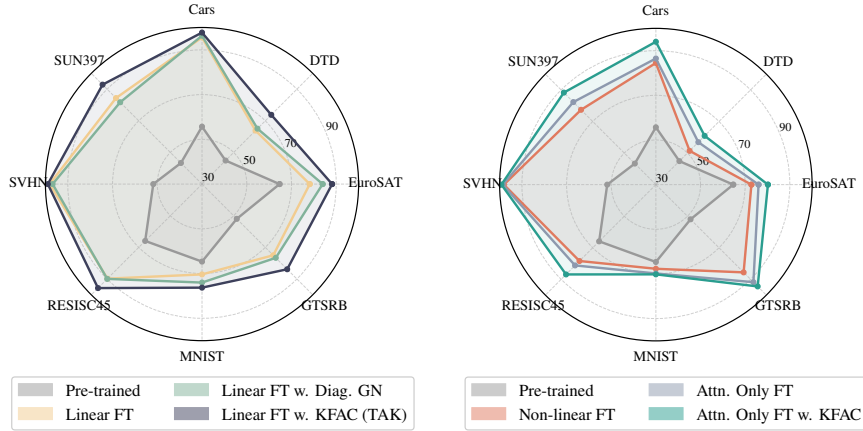 Cars
Cars
SUN397
DTD
SUN397
DTD
90
90
70
70
50
50
30
30
SVHN
EuroSAT
SVHN
EuroSAT
RESISC45
GTSRB
RESISC45
GTSRB
MNIST
MNIST
Pre-trained
Linear FT w. Diag. GN
Linear FT
Linear FT w. KFAC (TAK)
Pre-trained
Attn. Only FT
Non-linear FT
Attn. Only FT w. KFAC